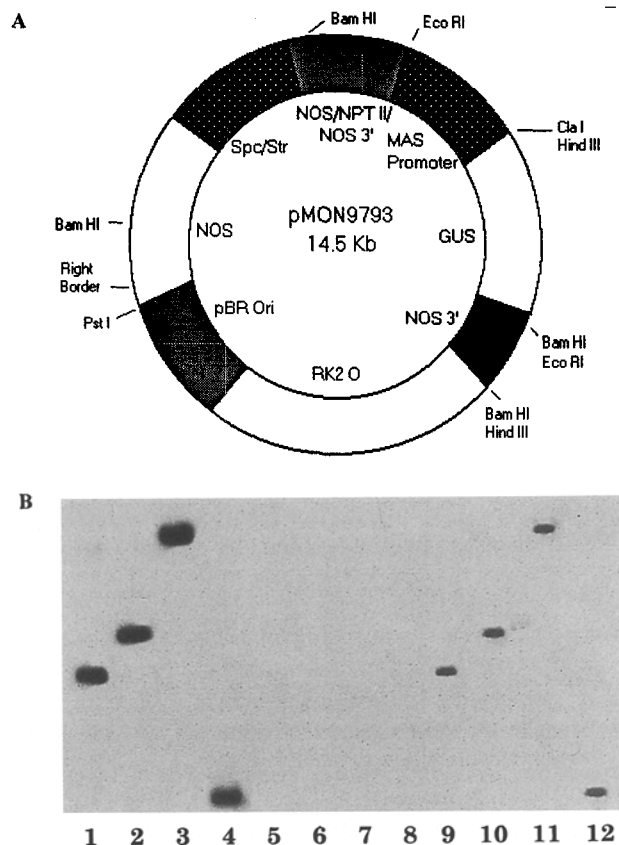 A
Bam HI
Eco RI
NOS/NPT II/
NOS 3'
MAS
Promoter
Spc/Str
Cla I
Hind III
Bam HI
NOS
pMON9793
14.5 Kb
GUS
Right
Border
Pst I
pBR Ori
NOS 3'
Bam HI
Eco RI
RK2 O
Bam HI
Hind III
B
1 2 3 4 5 6 7 8 9 10 11 12